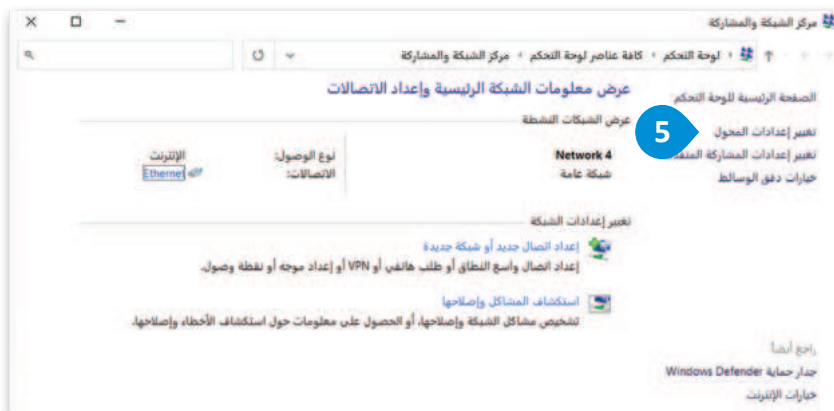 مركز الشبكة والمشاركة
لوحة التحكم › كافة عناصر لوحة التحكم › مركز الشبكة والمشاركة
الصفحة الرئيسية للوحة التحكم
5
تغيير إعدادات المحول
تغيير إعدادات المشاركة
خيارات دفق الوسائط
عرض معلومات الشبكة الرئيسية وإعداد الاتصالات
عرض الشبكات النشطة
Network 4
شبكة عامة
نوع الوصول: الإنترنت
الاتصالات: Ethernet
تغيير إعدادات الشبكة
إعداد اتصال جديد أو شبكة جديدة
إعداد اتصال واسع النطاق أو طلب هاتفي أو VPN أو إعداد موجه أو نقطة وصول.
استكشاف المشاكل وإصلاحها
تشخيص مشاكل الشبكة وإصلاحها، أو الحصول على معلومات حول استكشاف الأخطاء وإصلاحها.
راجع أيضاً
جدار حماية Windows Defender
خيارات الإنترنت